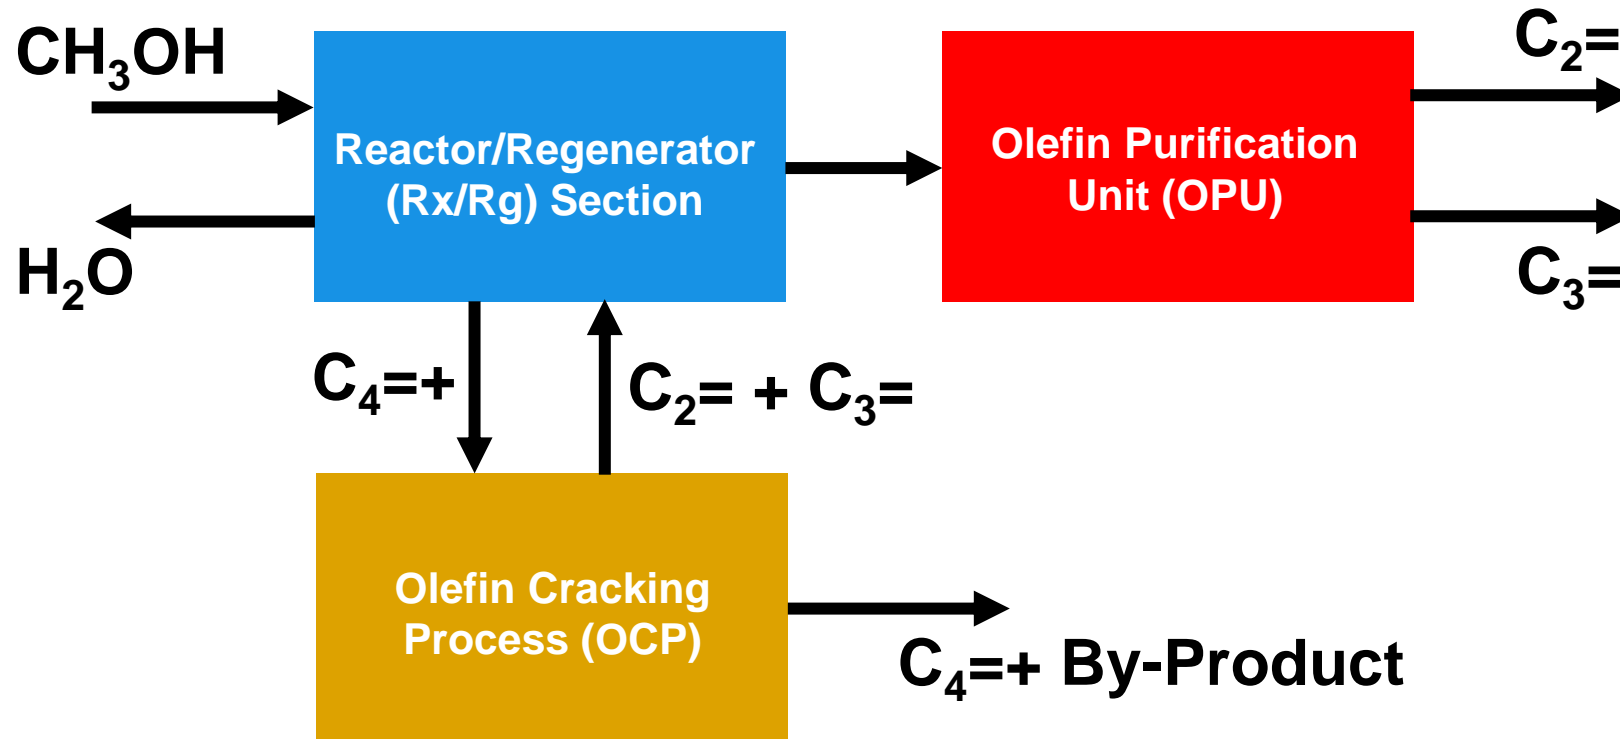 CH₃OH
C₂=
Reactor/Regenerator
(Rx/Rg) Section
Olefin Purification
Unit (OPU)
H₂O
C₃=
C₄=+
C₂= + C₃=
Olefin Cracking
Process (OCP)
C₄=+ By-Product